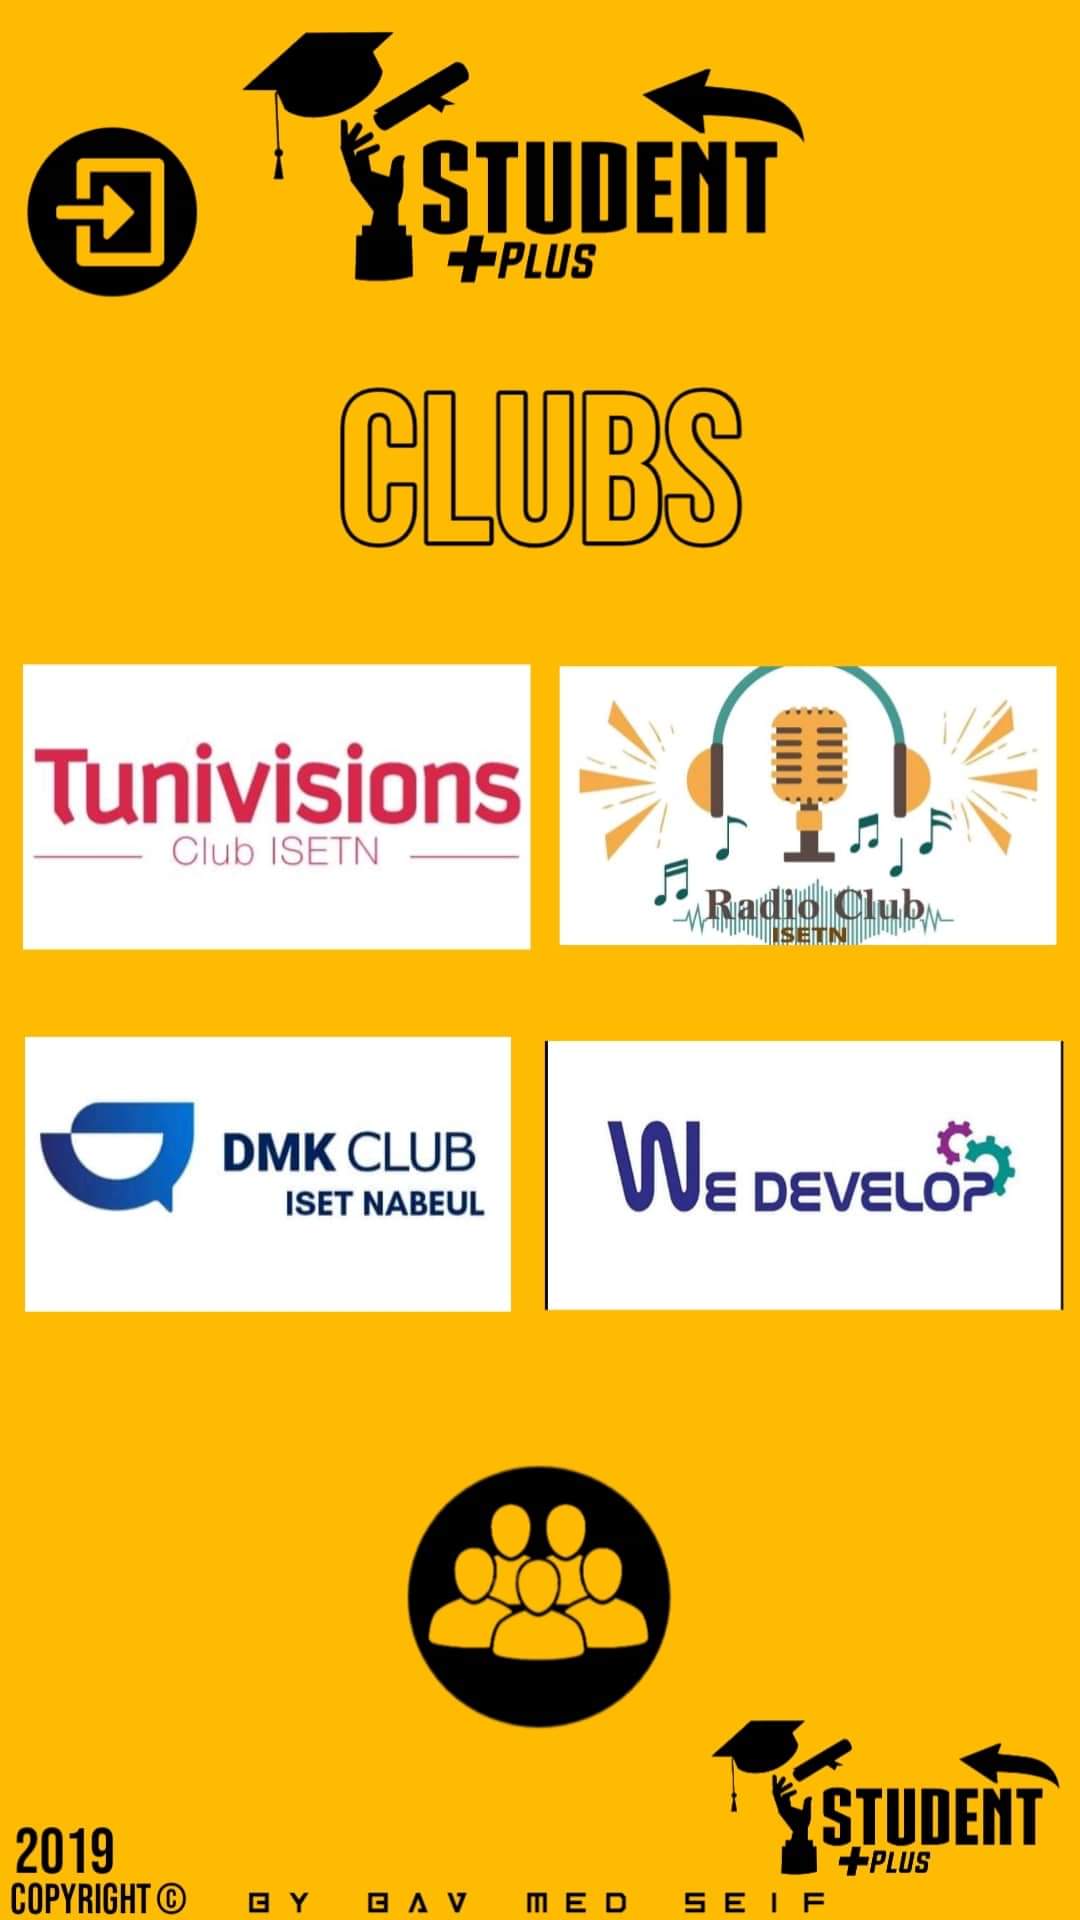 STUDENT
+PLUS
CLUBS
Tunivisions
Club ISETN
Radio Club
ISETN
DMK CLUB
ISET NABEUL
WE DEVELOP
STUDENT
+PLUS
2019
COPYRIGHT © BY GAV MED SEIF